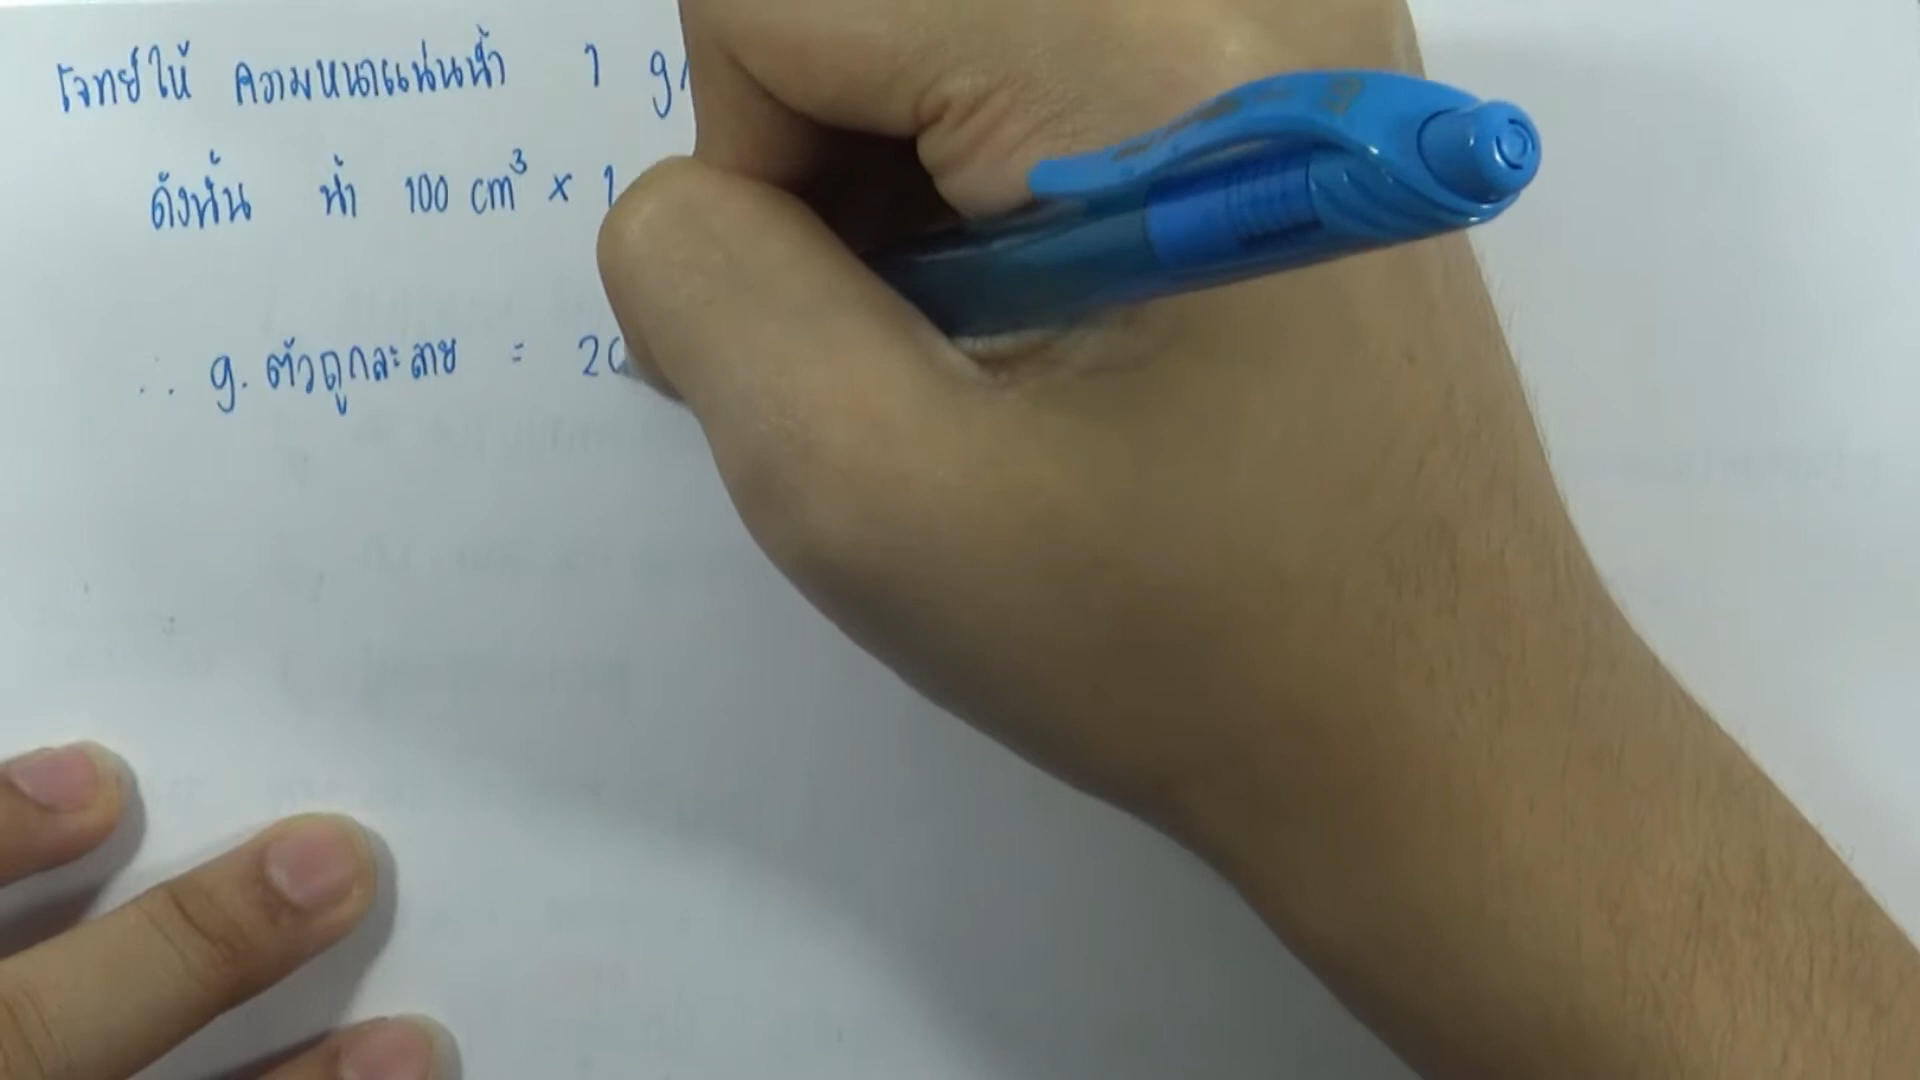 โจทย์ให้ ความหนาแน่นน้ำ 1 g/
ดังนั้น น้ำ 100 cm³ × 1
∴ g. ตัวถูกละลาย = 20